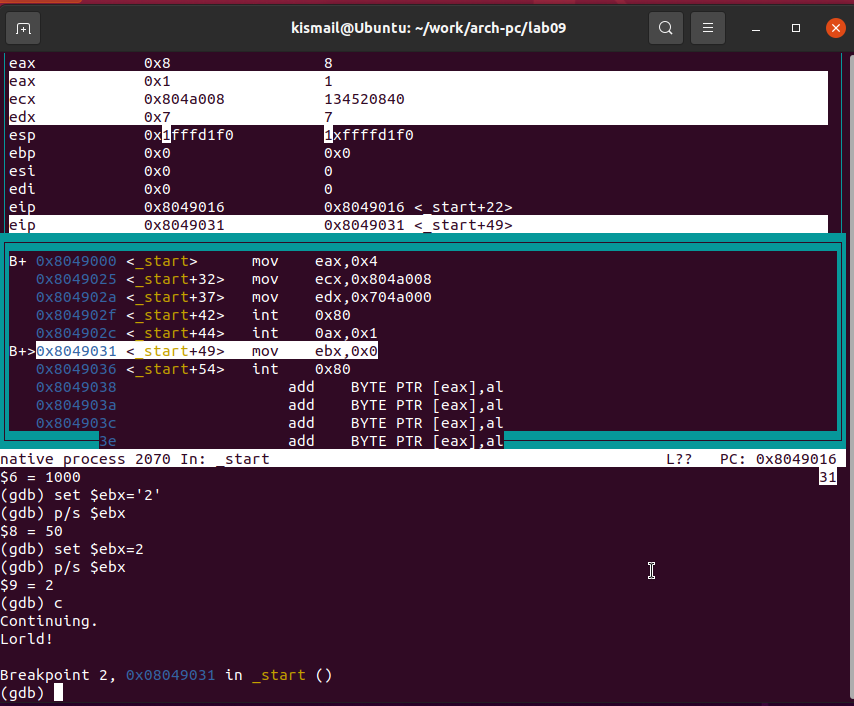 kismail@Ubuntu: ~/work/arch-pc/lab09
eax 0x8 8
eax 0x1 1
ecx 0x804a008 134520840
edx 0x7 7
esp 0x1fffd1f0 1xffffd1f0
ebp 0x0 0x0
esi 0x0 0
edi 0x0 0
eip 0x8049016 0x8049016 <_start+22>
eip 0x8049031 0x8049031 <_start+49>
B+ 0x8049000 <_start> mov eax,0x4
0x8049025 <_start+32> mov ecx,0x804a008
0x804902a <_start+37> mov edx,0x704a000
0x804902f <_start+42> int 0x80
0x804902c <_start+44> int 0ax,0x1
B+>0x8049031 <_start+49> mov ebx,0x0
0x8049036 <_start+54> int 0x80
0x8049038 add BYTE PTR [eax],al
0x804903a add BYTE PTR [eax],al
0x804903c add BYTE PTR [eax],al
3e add BYTE PTR [eax],al
native process 2070 In: _start L?? PC: 0x8049016
$6 = 1000 31
(gdb) set $ebx='2'
(gdb) p/s $ebx
$8 = 50
(gdb) set $ebx=2
(gdb) p/s $ebx
$9 = 2
(gdb) c
Continuing.
Lorld!
Breakpoint 2, 0x08049031 in _start ()
(gdb)